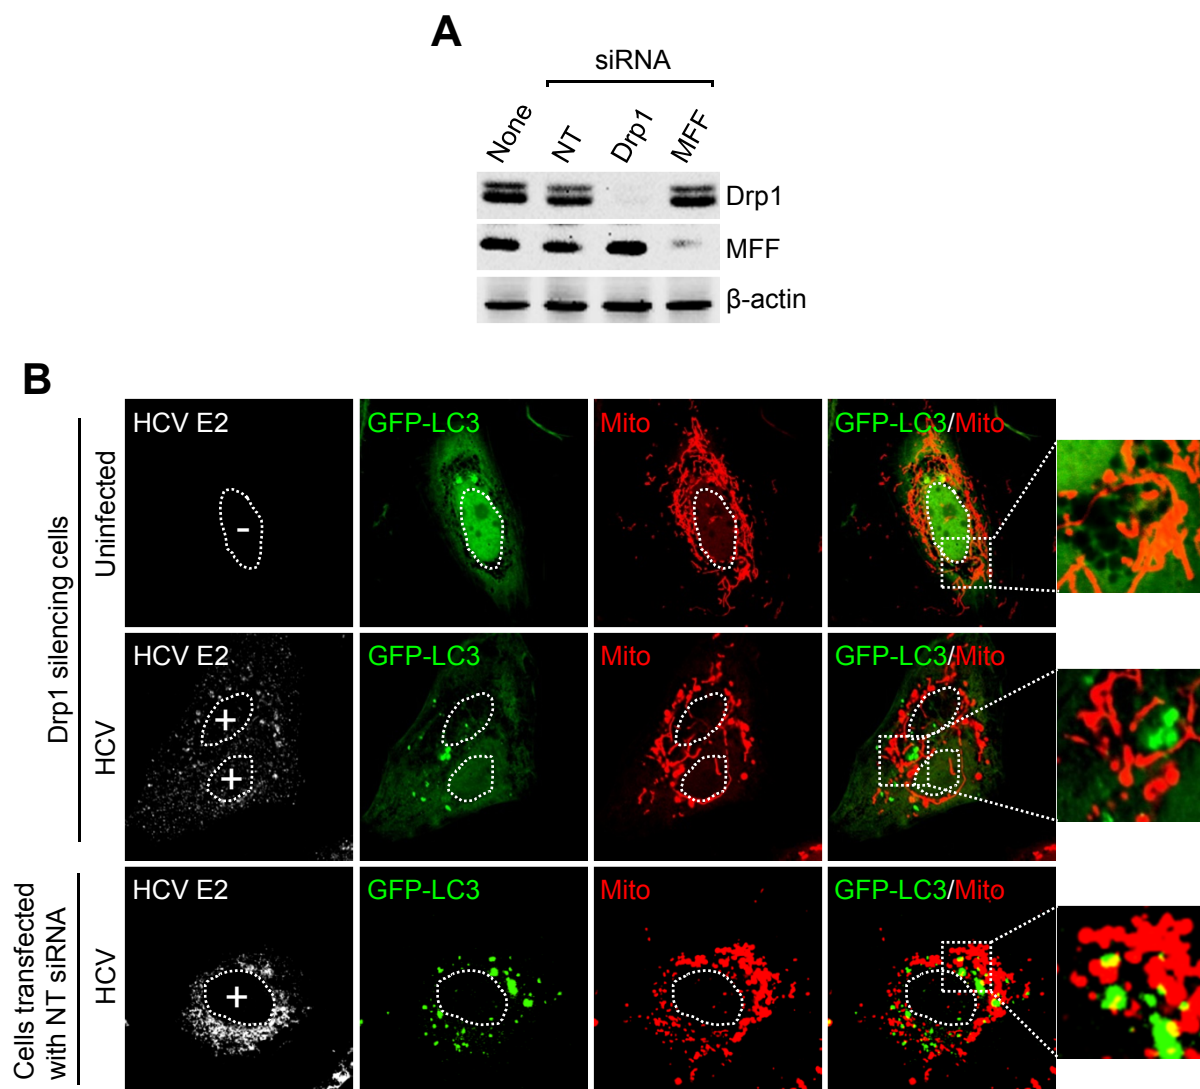 A
siRNA
None
NT
Drp1
MFF
Drp1
MFF
β-actin
B
Drp1 silencing cells
Uninfected
HCV E2
GFP-LC3
Mito
GFP-LC3/Mito
-
HCV
HCV E2
GFP-LC3
Mito
GFP-LC3/Mito
+
+
Cells transfected
with NT siRNA
HCV
HCV E2
GFP-LC3
Mito
GFP-LC3/Mito
+